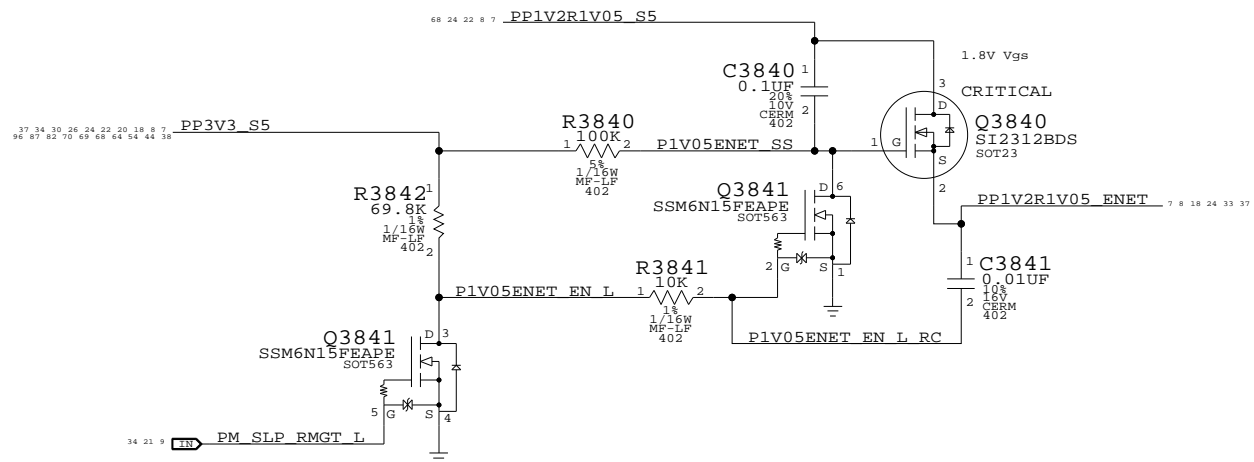 68 24 22 8 7 PP1V2R1V05_S5
1.8V Vgs
C3840
0.1UF
20%
10V
CERM
402
1
2
3
CRITICAL
D
G
S
1
2
Q3840
SI2312BDS
SOT23
37 34 30 26 24 22 20 18 8 7
96 87 82 70 69 68 64 54 44 38
PP3V3_S5
R3840
100K
1 2
5%
1/16W
MF-LF
402
P1V05ENET_SS
R3842
69.8K
1%
1/16W
MF-LF
402
1
2
Q3841
SSM6N15FEAPE
SOT563
D 6
2 G S 1
PP1V2R1V05_ENET 7 8 18 24 33 37
C3841
0.01UF
10%
16V
CERM
402
1
2
P1V05ENET_EN_L
R3841
10K
1 2
1%
1/16W
MF-LF
402
P1V05ENET_EN_L_RC
Q3841
SSM6N15FEAPE
SOT563
D 3
5 G S 4
34 21 9 IN PM_SLP_RMGT_L